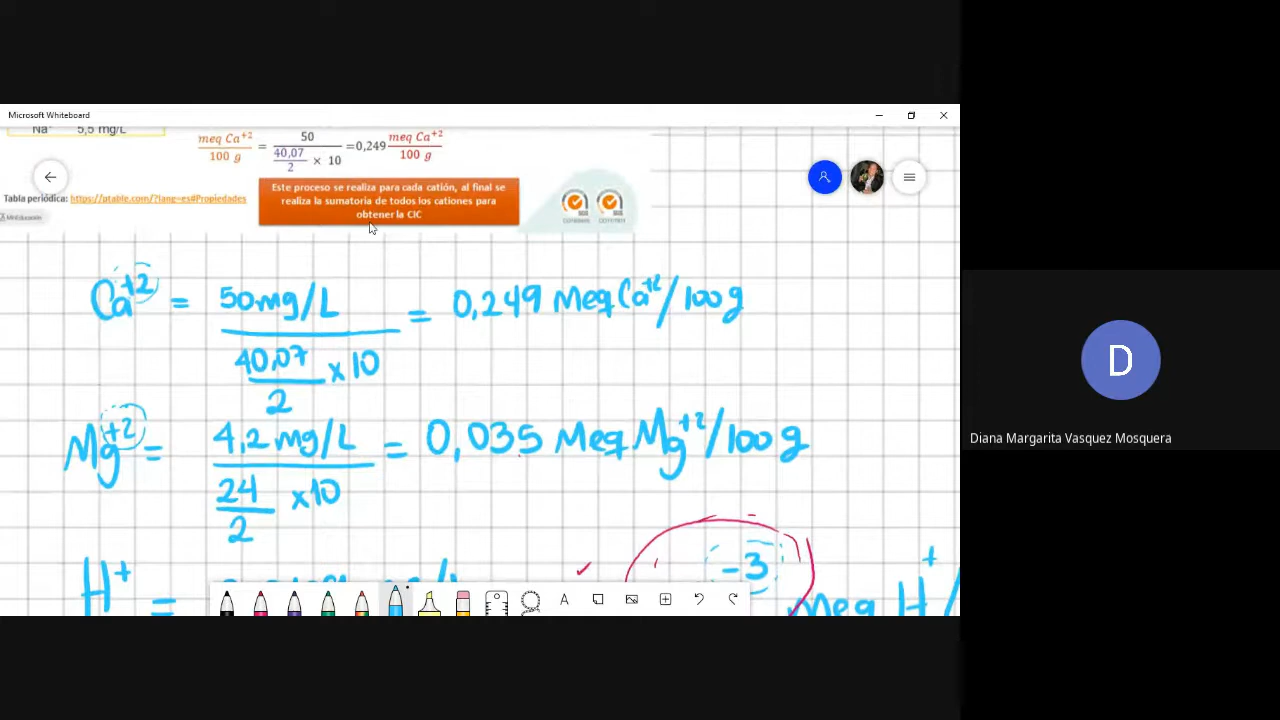 Microsoft Whiteboard
Na⁺ 5,5 mg/L
meq Ca⁺² / 100 g = 50 / (40,07 / 2 × 10) = 0,249 meq Ca⁺² / 100 g
Tabla periódica: https://ptable.com/?lang=es#Propiedades
Este proceso se realiza para cada catión, al final se
realiza la sumatoria de todos los cationes para
obtener la CIC
Ca⁺² = 50 mg/L / (40,07 / 2 × 10) = 0,249 Meq Ca⁺²/100 g
Mg⁺² = 4,2 mg/L / (24 / 2 × 10) = 0,035 Meq Mg⁺²/100 g
H⁺ =
-3
meq H⁺/
D
Diana Margarita Vasquez Mosquera